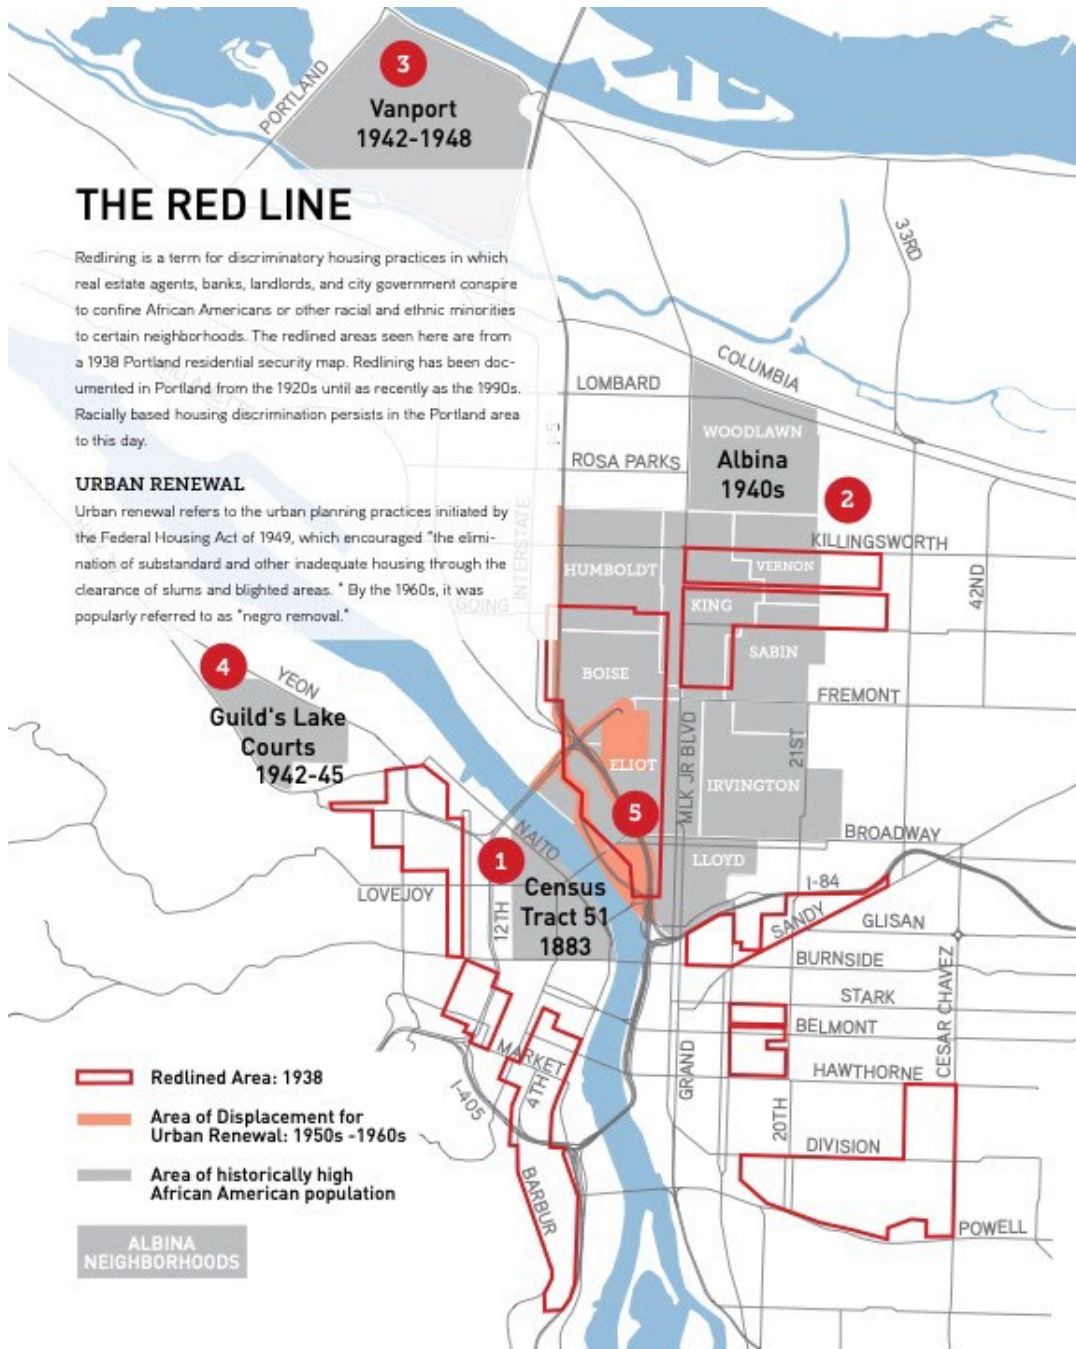 3
Vanport
1942-1948
PORTLAND
THE RED LINE
Redlining is a term for discriminatory housing practices in which
real estate agents, banks, landlords, and city government conspire
to confine African Americans or other racial and ethnic minorities
to certain neighborhoods. The redlined areas seen here are from
a 1938 Portland residential security map. Redlining has been doc-
umented in Portland from the 1920s until as recently as the 1990s.
Racially based housing discrimination persists in the Portland area
to this day.
URBAN RENEWAL
Urban renewal refers to the urban planning practices initiated by
the Federal Housing Act of 1949, which encouraged "the elimi-
nation of substandard and other inadequate housing through the
clearance of slums and blighted areas. " By the 1960s, it was
popularly referred to as "negro removal."
33RD
COLUMBIA
LOMBARD
I-5
ROSA PARKS
WOODLAWN
Albina
1940s
2
INTERSTATE
KILLINGSWORTH
HUMBOLDT
VERNON
42ND
GOING
KING
SABIN
BOISE
FREMONT
4
YEON
Guild's Lake
Courts
1942-45
MLK JR BLVD
21ST
ELIOT
IRVINGTON
5
NAITO
BROADWAY
LLOYD
1
Census
Tract 51
1883
LOVEJOY
12TH
I-84
SANDY
GLISAN
BURNSIDE
CESAR CHAVEZ
STARK
BELMONT
MARKET
HAWTHORNE
GRAND
4TH
I-405
20TH
DIVISION
BARBUR
POWELL
Redlined Area: 1938
Area of Displacement for
Urban Renewal: 1950s -1960s
Area of historically high
African American population
ALBINA
NEIGHBORHOODS